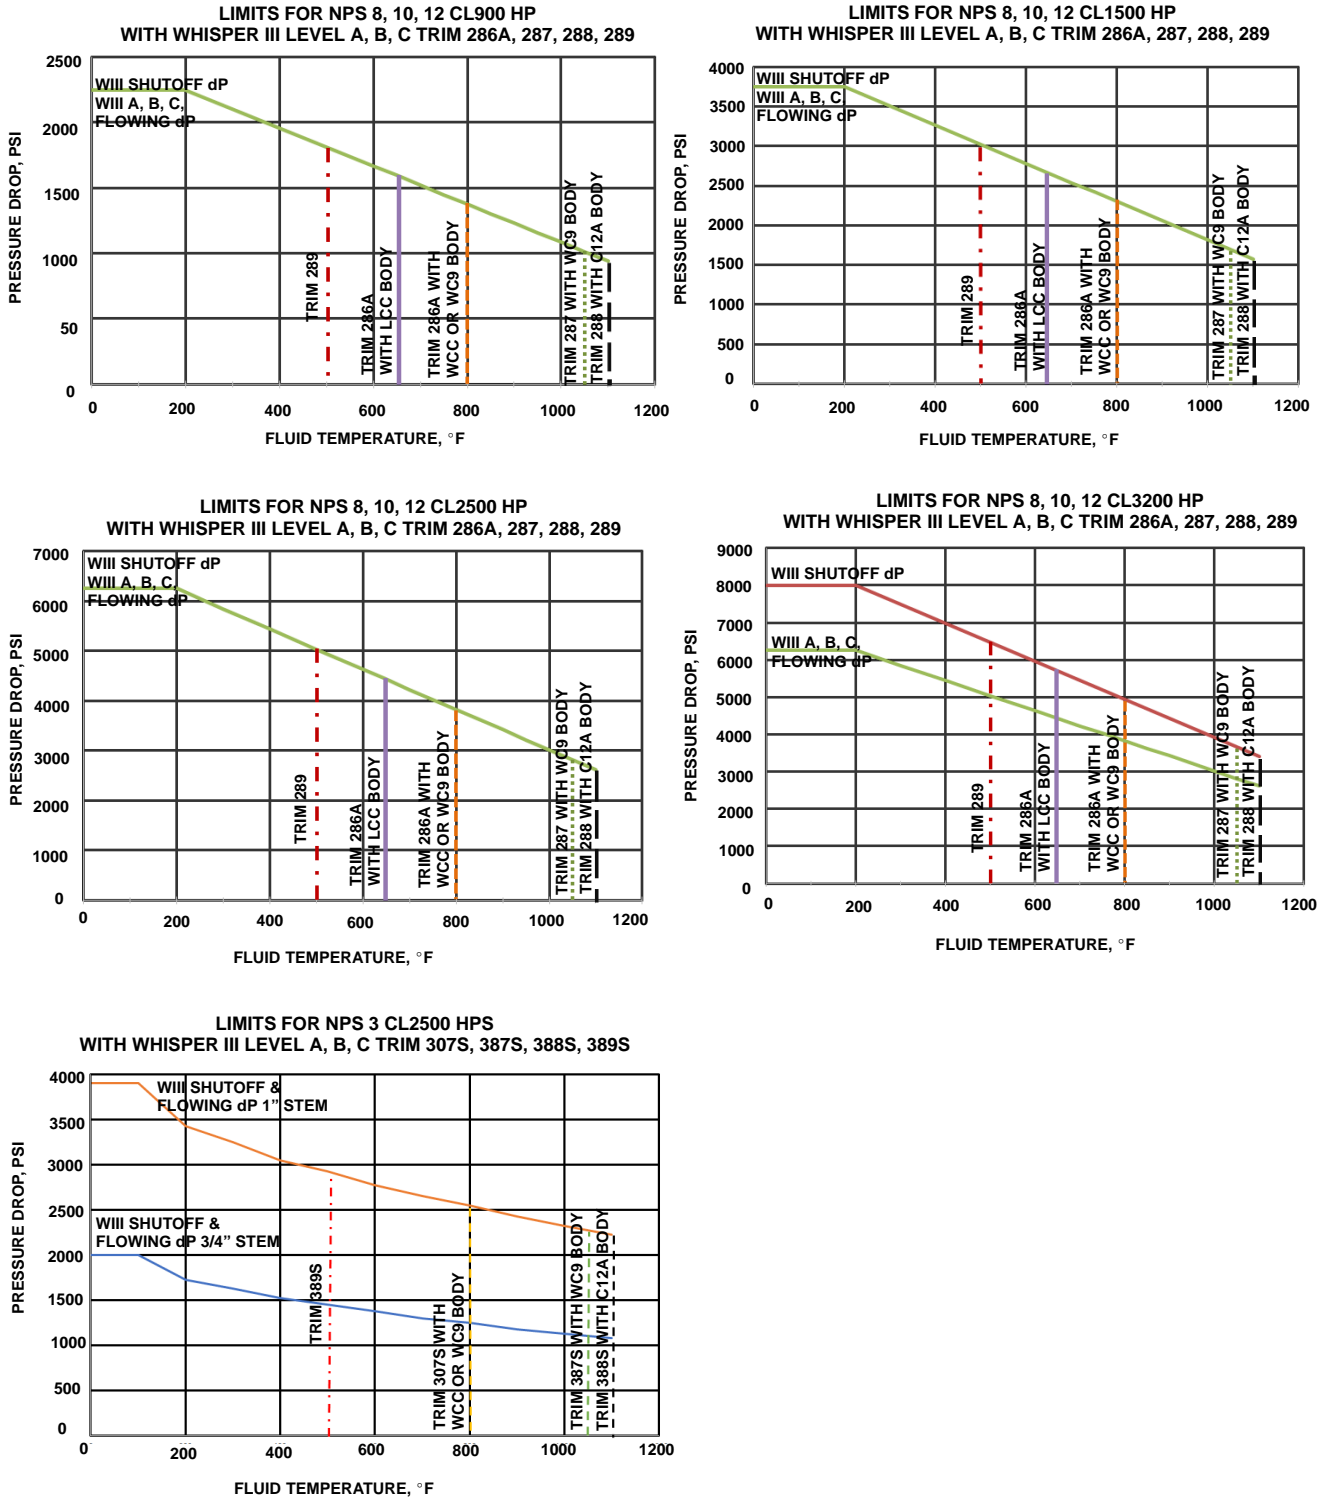 LIMITS FOR NPS 8, 10, 12 CL900 HP
WITH WHISPER III LEVEL A, B, C TRIM 286A, 287, 288, 289
PRESSURE DROP, PSI
2500
2000
1500
1000
50
0
WIII SHUTOFF dP
WIII A, B, C,
FLOWING dP
TRIM 289
TRIM 286A
WITH LCC BODY
TRIM 286A WITH
WCC OR WC9 BODY
TRIM 287 WITH WC9 BODY
TRIM 288 WITH C12A BODY
0 200 400 600 800 1000 1200
FLUID TEMPERATURE, °F
LIMITS FOR NPS 8, 10, 12 CL1500 HP
WITH WHISPER III LEVEL A, B, C TRIM 286A, 287, 288, 289
PRESSURE DROP, PSI
4000
3500
3000
2500
2000
1500
1000
500
0
WIII SHUTOFF dP
WIII A, B, C,
FLOWING dP
TRIM 289
TRIM 286A
WITH LCC BODY
TRIM 286A WITH
WCC OR WC9 BODY
TRIM 287 WITH WC9 BODY
TRIM 288 WITH C12A BODY
0 200 400 600 800 1000 1200
FLUID TEMPERATURE, °F
LIMITS FOR NPS 8, 10, 12 CL2500 HP
WITH WHISPER III LEVEL A, B, C TRIM 286A, 287, 288, 289
PRESSURE DROP, PSI
7000
6000
5000
4000
3000
2000
1000
0
WIII SHUTOFF dP
WIII A, B, C,
FLOWING dP
TRIM 289
TRIM 286A
WITH LCC BODY
TRIM 286A WITH
WCC OR WC9 BODY
TRIM 287 WITH WC9 BODY
TRIM 288 WITH C12A BODY
0 200 400 600 800 1000 1200
FLUID TEMPERATURE, °F
LIMITS FOR NPS 8, 10, 12 CL3200 HP
WITH WHISPER III LEVEL A, B, C TRIM 286A, 287, 288, 289
PRESSURE DROP, PSI
9000
8000
7000
6000
5000
4000
3000
2000
1000
0
WIII SHUTOFF dP
WIII A, B, C,
FLOWING dP
TRIM 289
TRIM 286A
WITH LCC BODY
TRIM 286A WITH
WCC OR WC9 BODY
TRIM 287 WITH WC9 BODY
TRIM 288 WITH C12A BODY
0 200 400 600 800 1000 1200
FLUID TEMPERATURE, °F
LIMITS FOR NPS 3 CL2500 HPS
WITH WHISPER III LEVEL A, B, C TRIM 307S, 387S, 388S, 389S
PRESSURE DROP, PSI
4000
3500
3000
2500
2000
1500
1000
500
0
WIII SHUTOFF &
FLOWING dP 1” STEM
WIII SHUTOFF &
FLOWING dP 3/4” STEM
TRIM 389S
TRIM 307S WITH
WCC OR WC9 BODY
TRIM 387S WITH WC9 BODY
TRIM 388S WITH C12A BODY
0 200 400 600 800 1000 1200
FLUID TEMPERATURE, °F